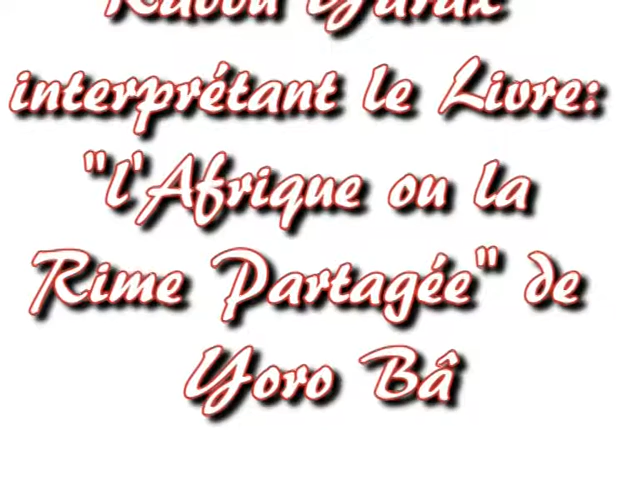 interprétant le Livre:
"l'Afrique ou la
Rime Partagée" de
Yoro Bâ